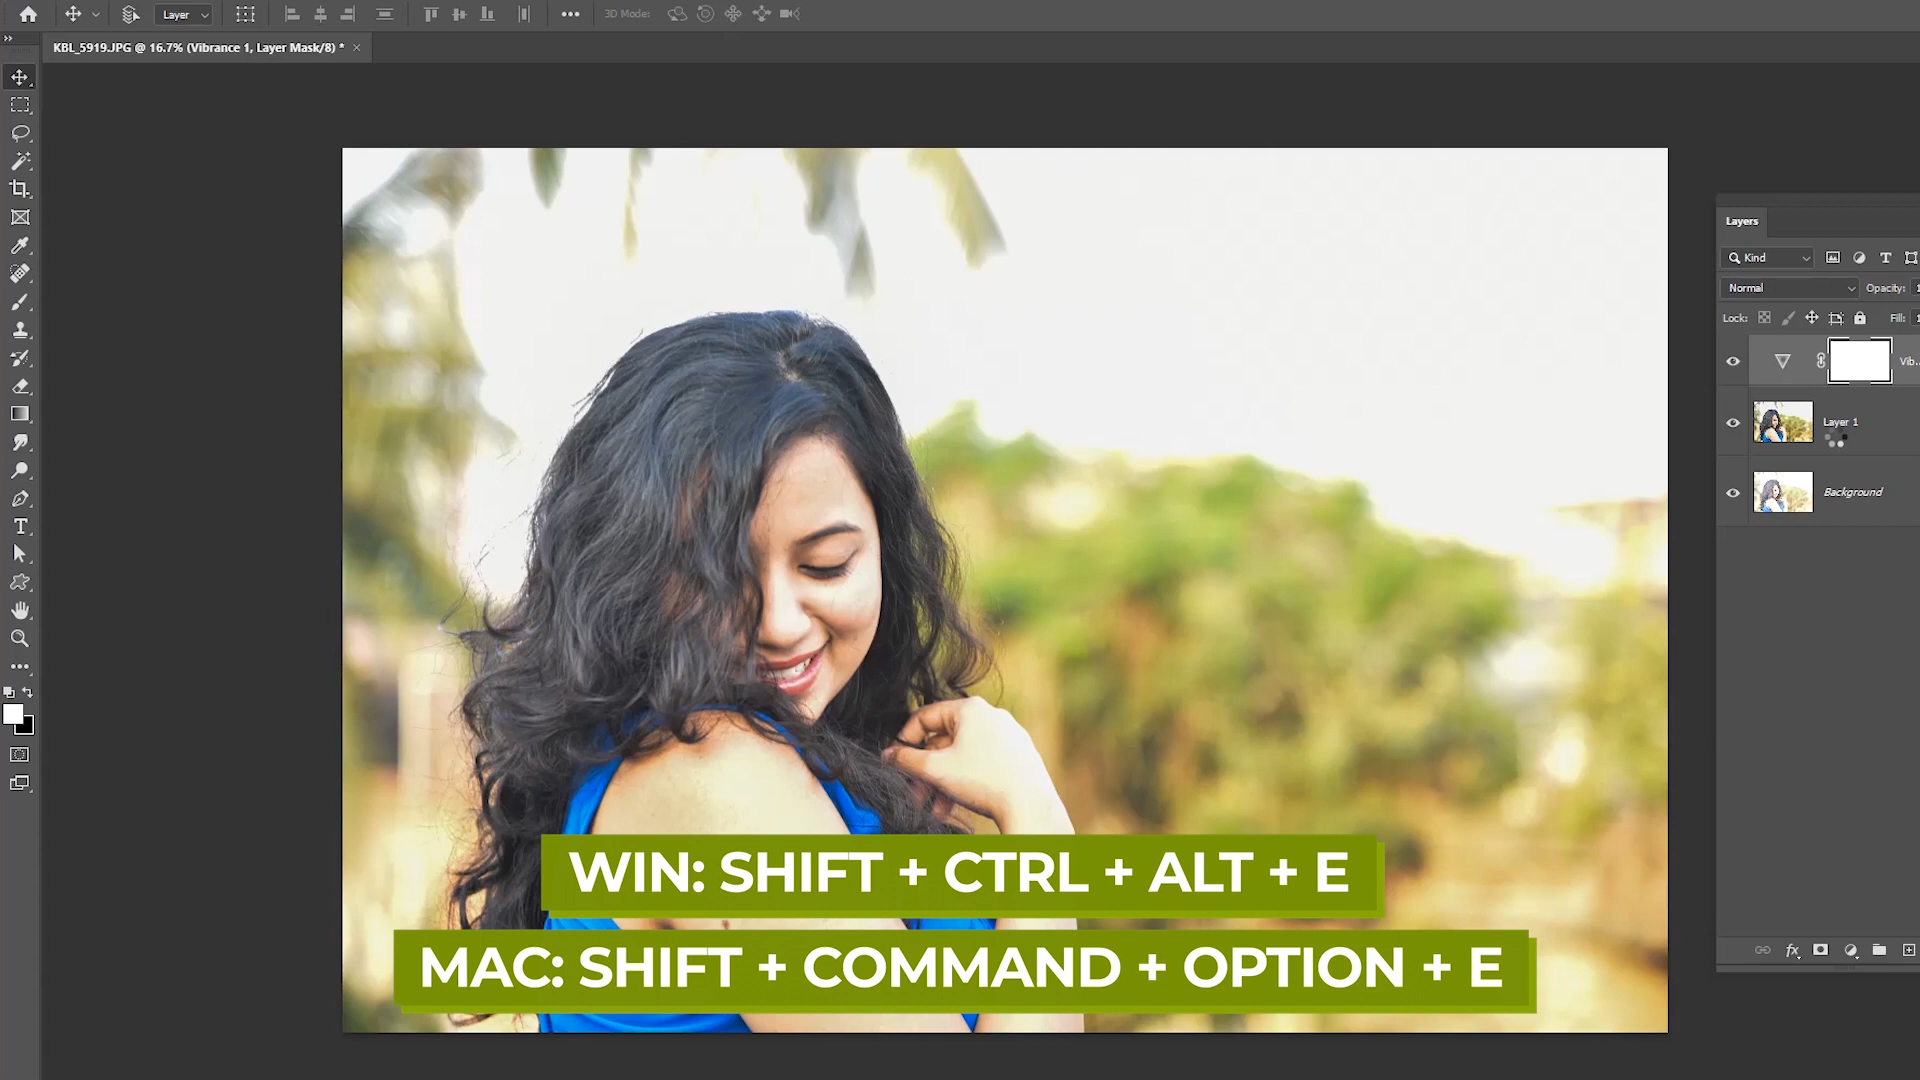 Layer
3D Mode:
KBL_5919.JPG @ 16.7% (Vibrance 1, Layer Mask/8) *
Layers
Kind
Normal
Opacity:
Lock:
Fill:
Vib...
Layer 1
Background
WIN: SHIFT + CTRL + ALT + E
MAC: SHIFT + COMMAND + OPTION + E